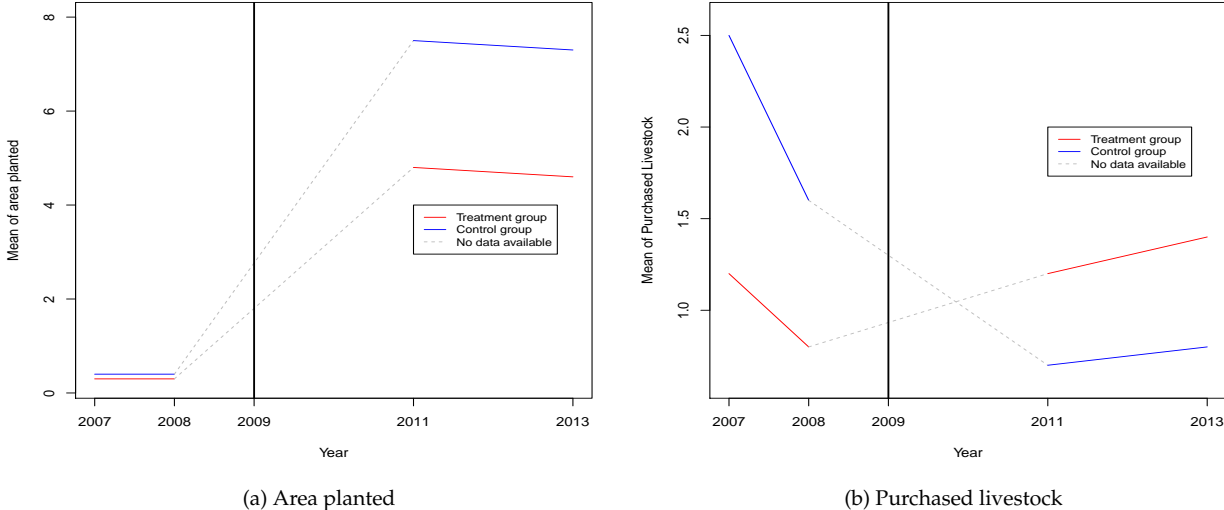 Mean of area planted
8
6
4
2
0
Treatment group
Control group
No data available
2007 2008 2009 2011 2013
Year
(a) Area planted
Mean of Purchased Livestock
2.5
2.0
1.5
1.0
Treatment group
Control group
No data available
2007 2008 2009 2011 2013
Year
(b) Purchased livestock